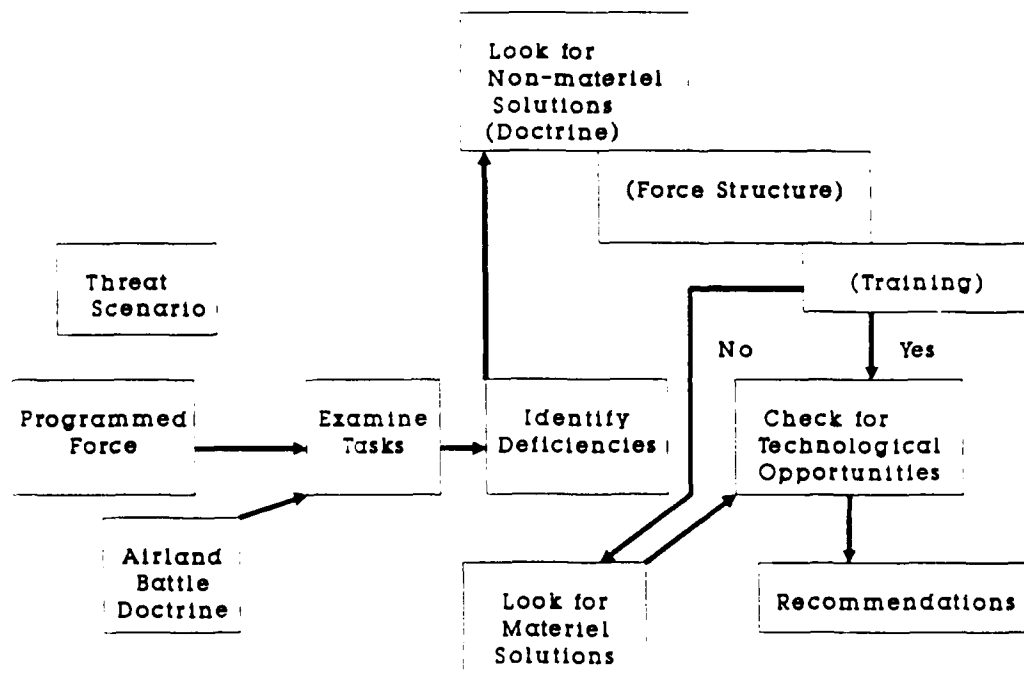 Look for
Non-materiel
Solutions
(Doctrine)
(Force Structure)
Threat
Scenario
(Training)
No
Yes
Programmed
Force
Examine
Tasks
Identify
Deficiencies
Check for
Technological
Opportunities
Airland
Battle
Doctrine
Look for
Materiel
Solutions
Recommendations